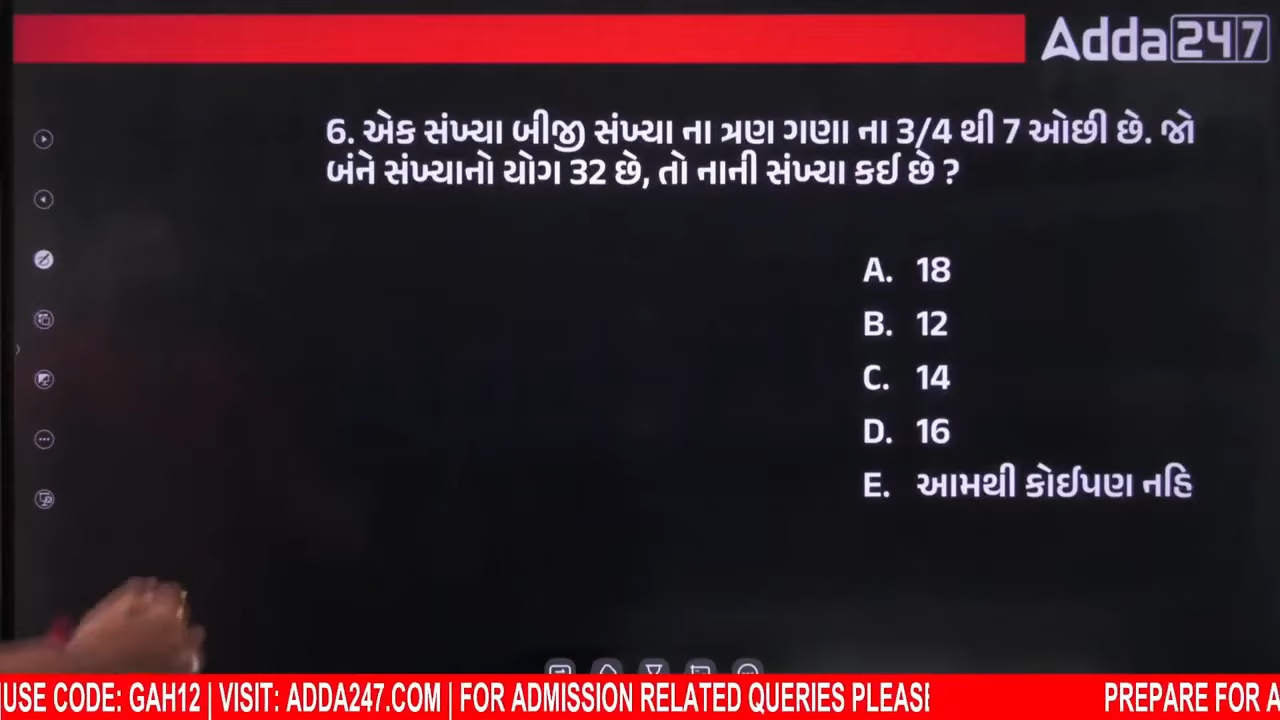 Adda247
6. એક સંખ્યા બીજી સંખ્યા ના ત્રણ ગણા ના 3/4 થી 7 ઓછી છે. જો
બંને સંખ્યાનો યોગ 32 છે, તો નાની સંખ્યા કઈ છે ?
A. 18
B. 12
C. 14
D. 16
E. આમથી કોઈપણ નહિ
USE CODE: GAH12 | VISIT: ADDA247.COM | FOR ADMISSION RELATED QUERIES PLEASE PREPARE FOR A